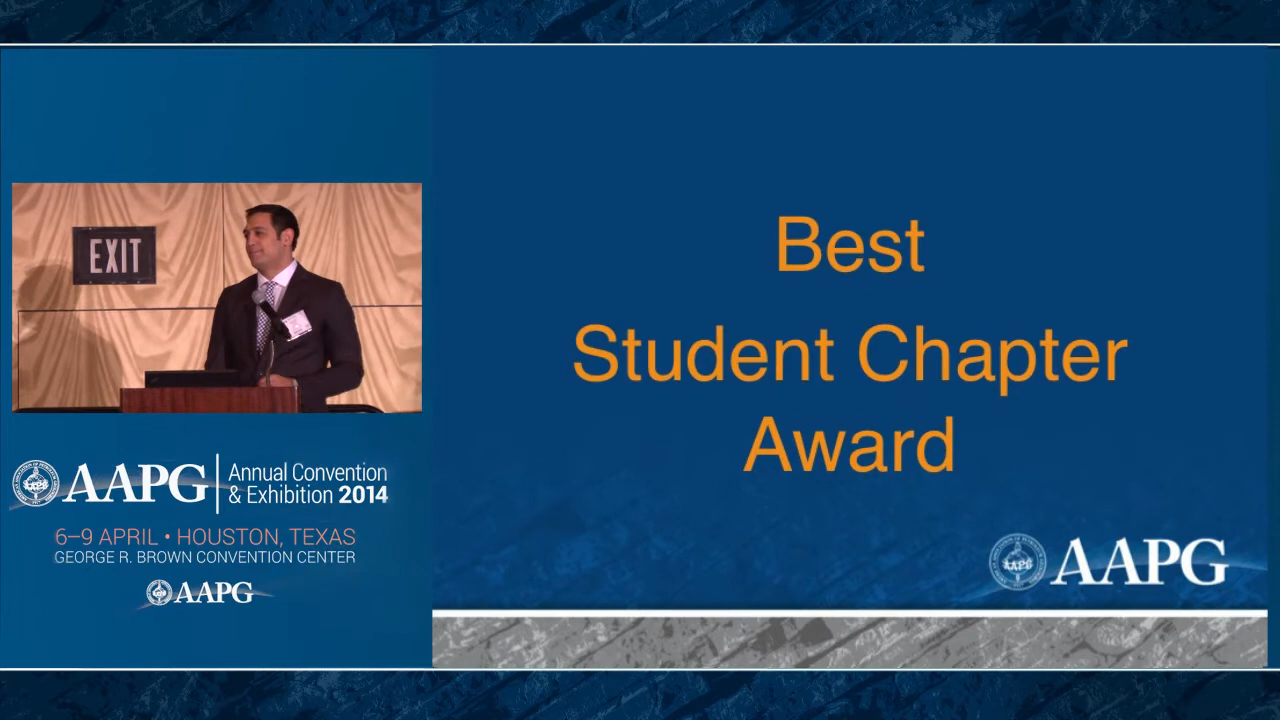 EXIT
AAPG
Annual Convention
& Exhibition 2014
6–9 APRIL • HOUSTON, TEXAS
GEORGE R. BROWN CONVENTION CENTER
AAPG
Best
Student Chapter
Award
AAPG